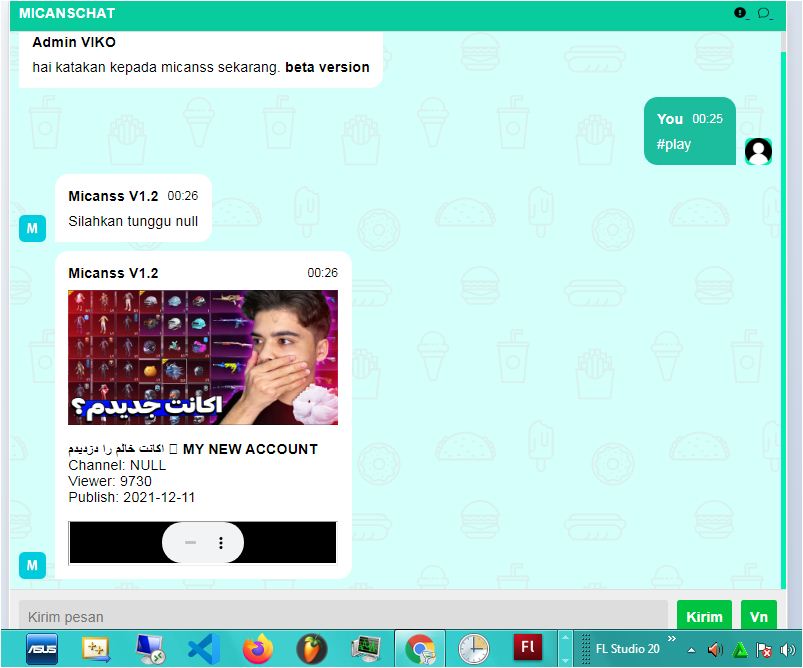 MICANSCHAT
Admin VIKO
hai katakan kepada micanss sekarang. beta version
You 00:25
#play
Micanss V1.2 00:26
Silahkan tunggu null
M
Micanss V1.2 00:26
اکانت جدیدم؟
اکانت خالم را دزدیدم 􏿿 MY NEW ACCOUNT
Channel: NULL
Viewer: 9730
Publish: 2021-12-11
M
Kirim pesan
Kirim
Vn
ASUS
Fl
FL Studio 20